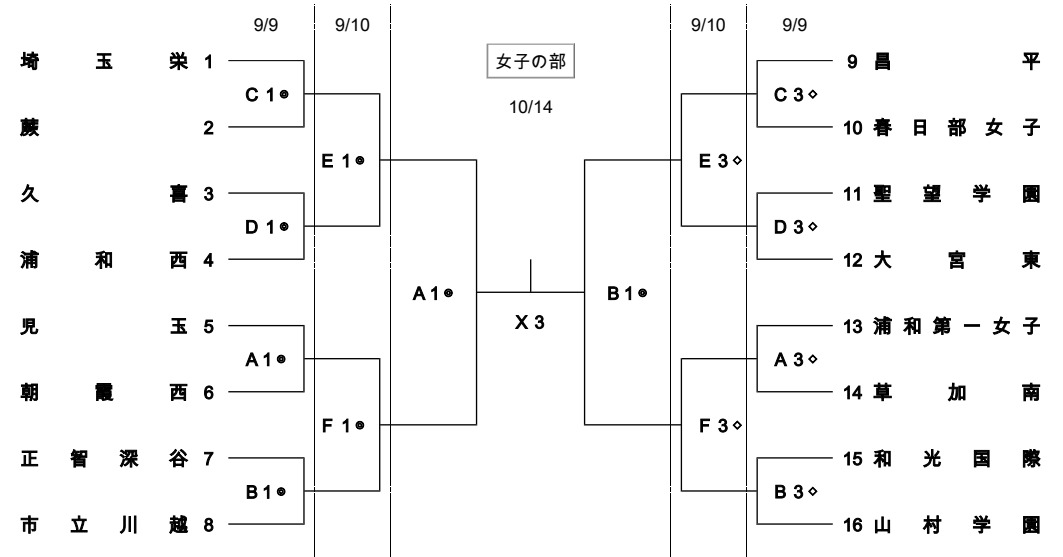 9/9 9/10 9/10 9/9
女子の部
10/14
埼玉栄 1
C 1◎
蕨 2
E 1◎
久喜 3
D 1◎
浦和西 4
A 1◎
児玉 5
A 1◎
朝霞西 6
F 1◎
正智深谷 7
B 1◎
市立川越 8
X 3
9 昌平
C 3◇
10 春日部女子
E 3◇
11 聖望学園
D 3◇
12 大宮東
B 1◎
13 浦和第一女子
A 3◇
14 草加南
F 3◇
15 和光国際
B 3◇
16 山村学園